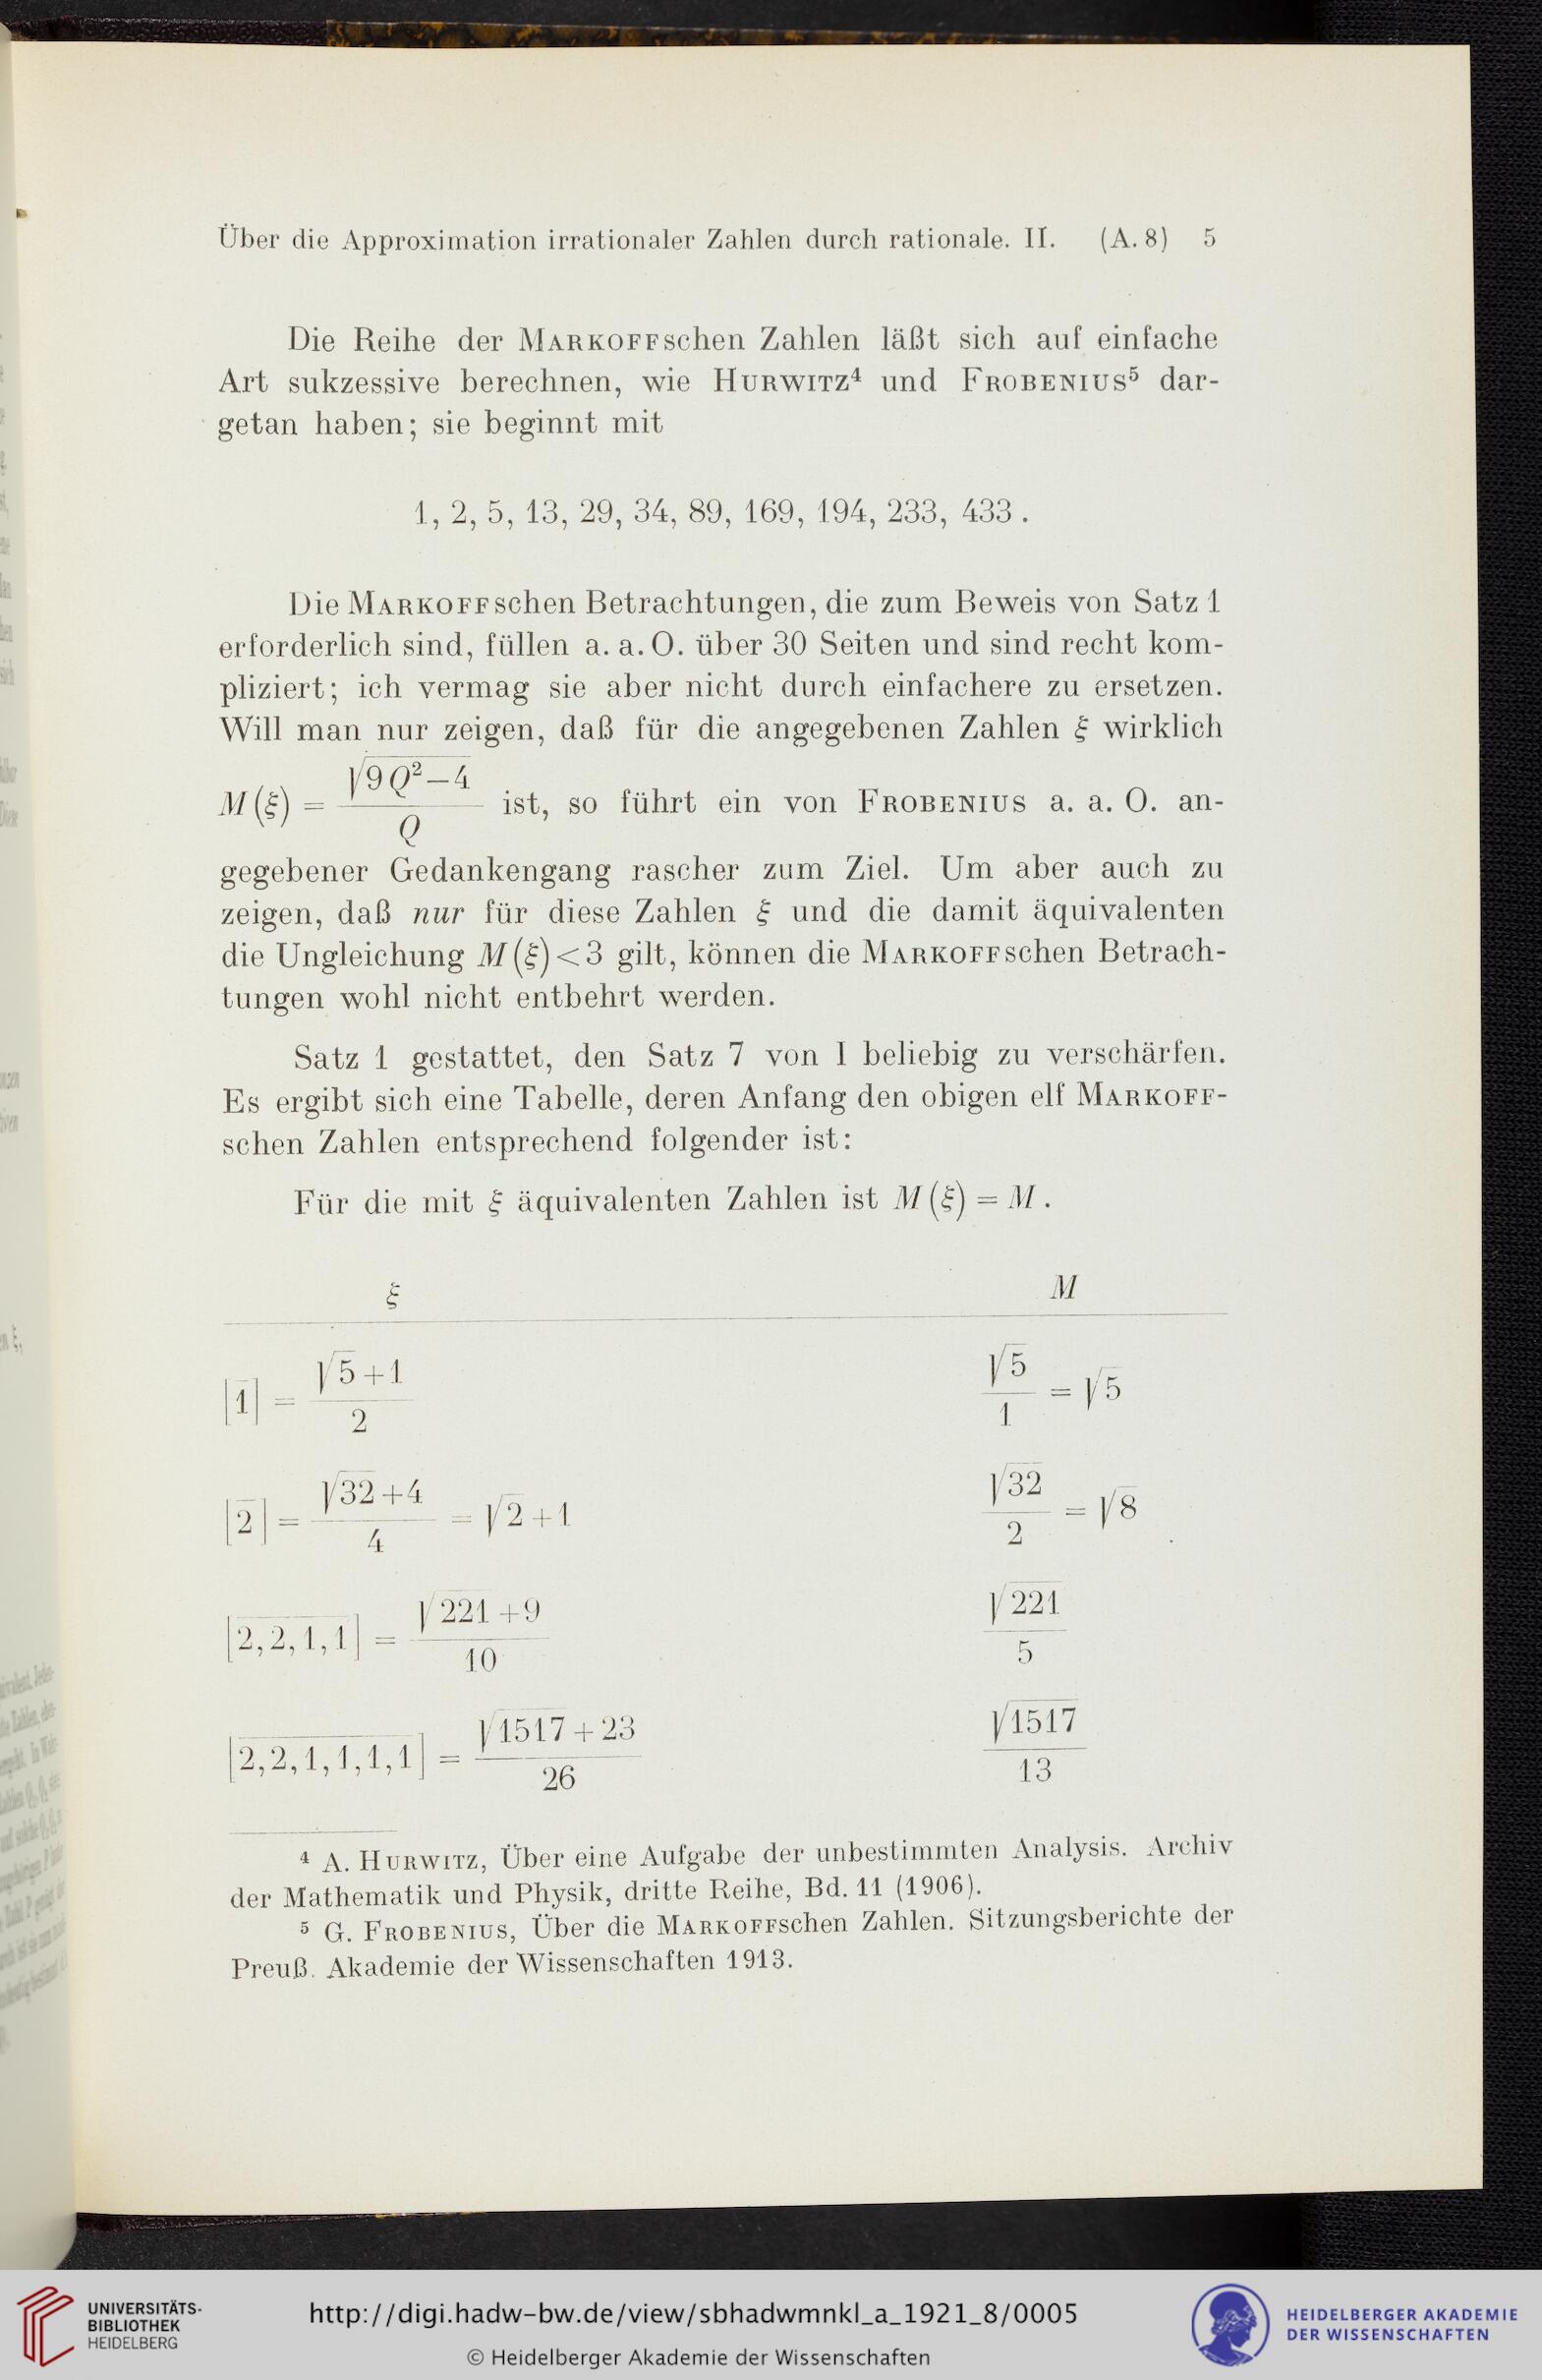 Über die Approximation irrationaler Zahlen durch rationale. II. (A. 8) 5
Die Reihe der MARKOFFschen Zahlen läßt sich auf einfache
Art sukzessive berechnen, wie HURWITZ⁴ und FROBENIUS⁵ dar-
getan haben; sie beginnt mit
1, 2, 5, 13, 29, 34, 89, 169, 194, 233, 433 .
Die MARKOFFschen Betrachtungen, die zum Beweis von Satz 1
erforderlich sind, füllen a. a. O. über 30 Seiten und sind recht kom-
pliziert; ich vermag sie aber nicht durch einfachere zu ersetzen.
Will man nur zeigen, daß für die angegebenen Zahlen ξ wirklich
M(ξ) = √(9Q²−4) / Q ist, so führt ein von FROBENIUS a. a. O. an-
gegebener Gedankengang rascher zum Ziel. Um aber auch zu
zeigen, daß nur für diese Zahlen ξ und die damit äquivalenten
die Ungleichung M(ξ)<3 gilt, können die MARKOFFschen Betrach-
tungen wohl nicht entbehrt werden.
Satz 1 gestattet, den Satz 7 von I beliebig zu verschärfen.
Es ergibt sich eine Tabelle, deren Anfang den obigen elf MARKOFF-
schen Zahlen entsprechend folgender ist:
Für die mit ξ äquivalenten Zahlen ist M(ξ) = M .
ξ M
[1̅] = (√5+1) / 2 √5 / 1 = √5
[2̅] = (√32+4) / 4 = √2+1 √32 / 2 = √8
[2,2,1,1] = (√221+9) / 10 √221 / 5
[2,2,1,1,1,1] = (√1517+23) / 26 √1517 / 13
⁴ A. HURWITZ, Über eine Aufgabe der unbestimmten Analysis. Archiv
der Mathematik und Physik, dritte Reihe, Bd. 11 (1906).
⁵ G. FROBENIUS, Über die MARKOFFschen Zahlen. Sitzungsberichte der
Preuß. Akademie der Wissenschaften 1913.
UNIVERSITÄTS-
BIBLIOTHEK
HEIDELBERG
http://digi.hadw-bw.de/view/sbhadwmnkl_a_1921_8/0005
© Heidelberger Akademie der Wissenschaften
HEIDELBERGER AKADEMIE
DER WISSENSCHAFTEN